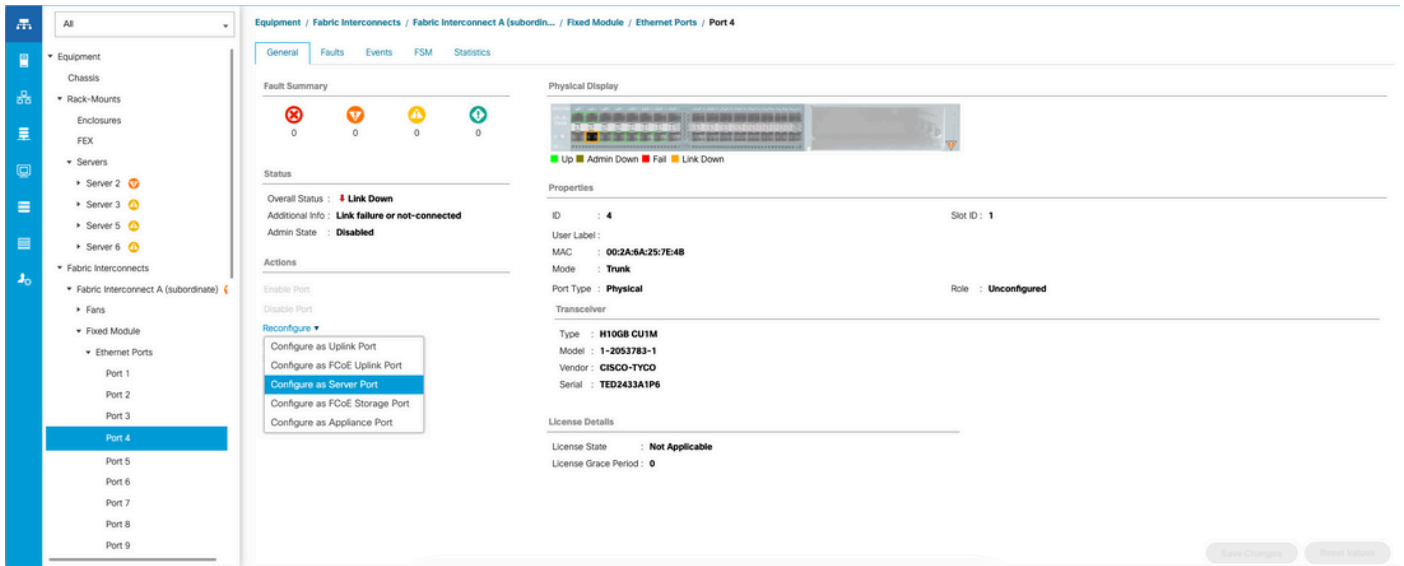 All
Equipment
Chassis
Rack-Mounts
Enclosures
FEX
Servers
Server 2
Server 3
Server 5
Server 6
Fabric Interconnects
Fabric Interconnect A (subordinate)
Fans
Fixed Module
Ethernet Ports
Port 1
Port 2
Port 3
Port 4
Port 5
Port 6
Port 7
Port 8
Port 9
Equipment / Fabric Interconnects / Fabric Interconnect A (subordin... / Fixed Module / Ethernet Ports / Port 4
General Faults Events FSM Statistics
Fault Summary
0 0 0 0
Status
Overall Status : Link Down
Additional Info : Link failure or not-connected
Admin State : Disabled
Actions
Enable Port
Disable Port
Reconfigure
Configure as Uplink Port
Configure as FCoE Uplink Port
Configure as Server Port
Configure as FCoE Storage Port
Configure as Appliance Port
Physical Display
Up Admin Down Fail Link Down
Properties
ID : 4 Slot ID : 1
User Label :
MAC : 00:2A:6A:25:7E:4B
Mode : Trunk
Port Type : Physical Role : Unconfigured
Transceiver
Type : H10GB CU1M
Model : 1-2053783-1
Vendor : CISCO-TYCO
Serial : TED2433A1P6
License Details
License State : Not Applicable
License Grace Period : 0
Save Changes Reset Values